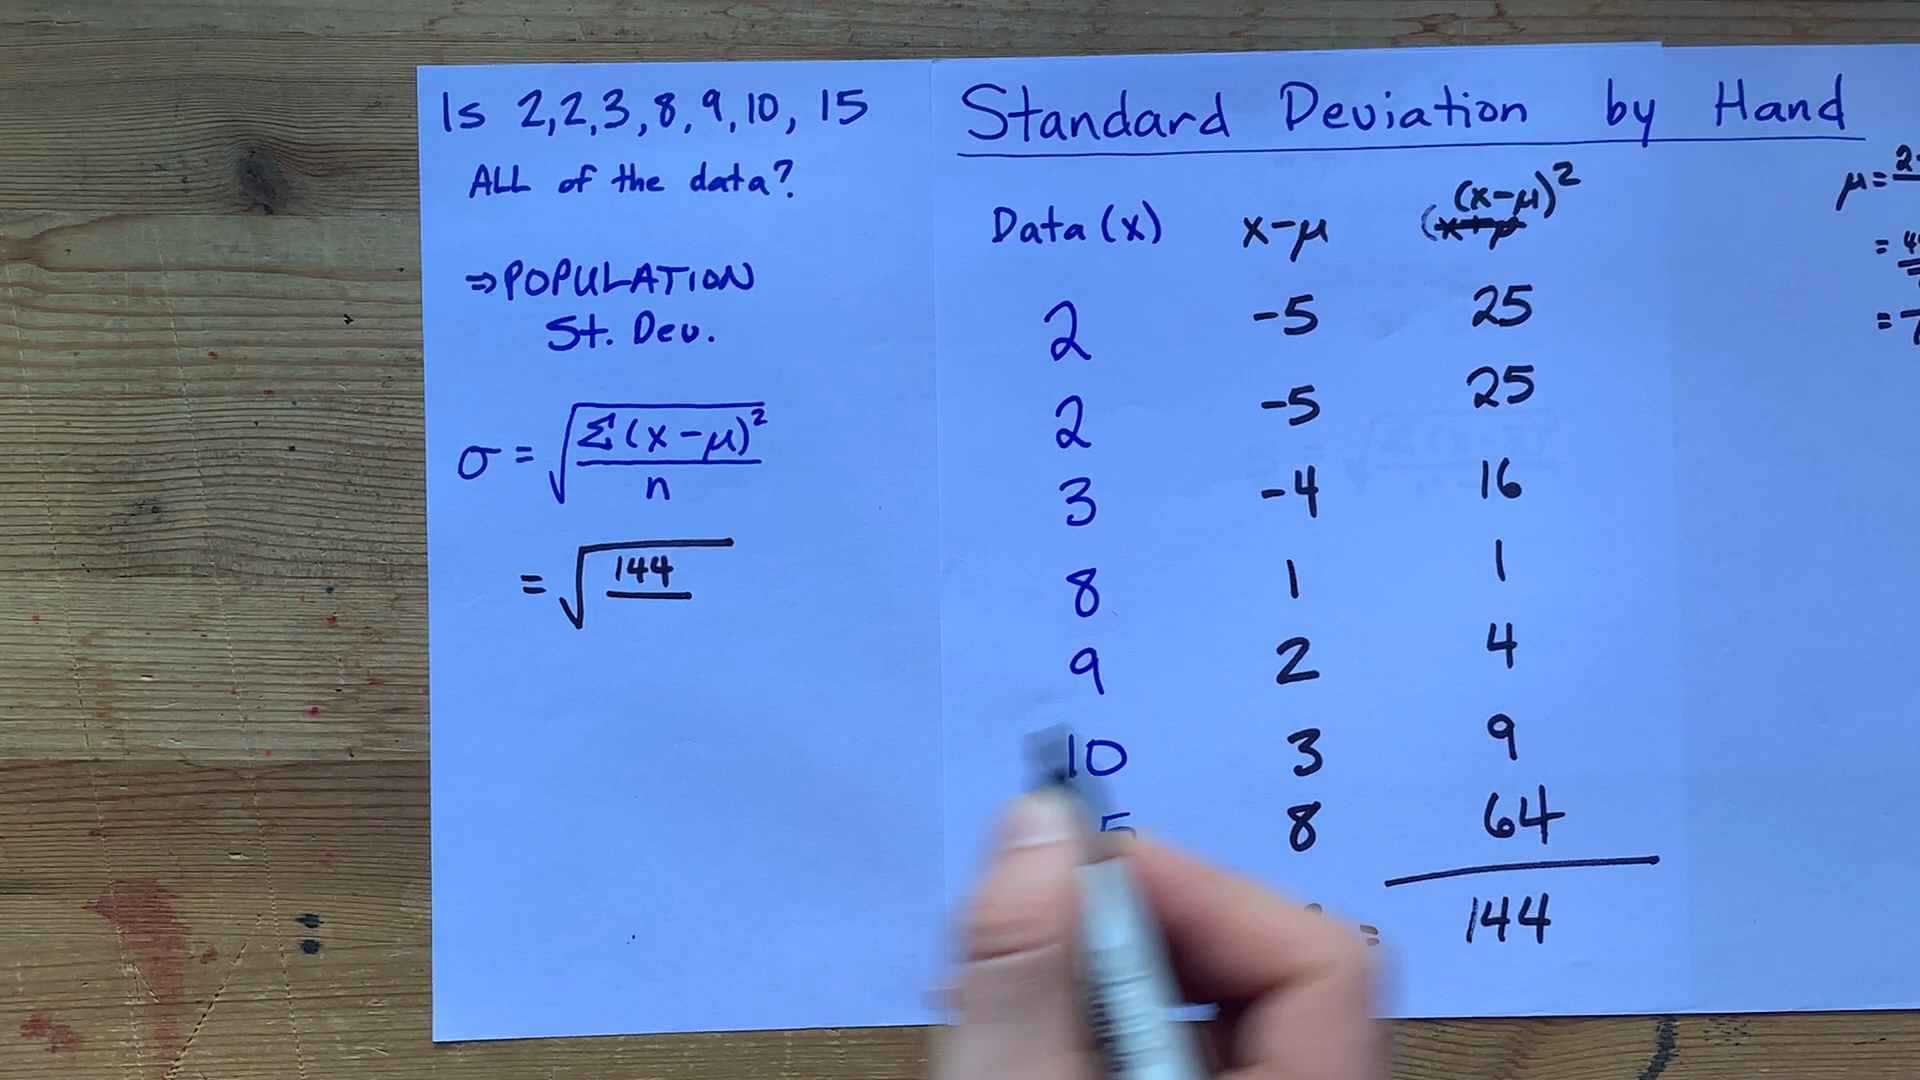 Is 2,2,3,8,9,10, 15
ALL of the data?
⇒ POPULATION
St. Dev.
σ = √(Σ(x-μ)² / n)
= √(144 / )
Standard Deviation by Hand
Data (x) x-μ (x-μ)²
2 -5 25
2 -5 25
3 -4 16
8 1 1
9 2 4
10 3 9
5 8 64
= 144
μ = 2
=
=